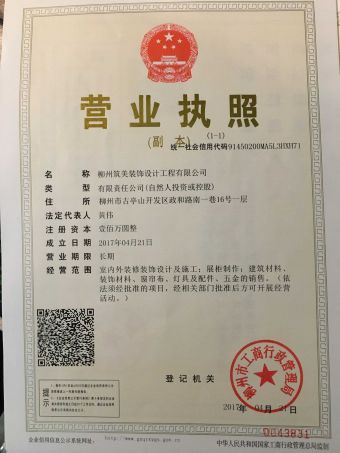 营业执照
(副 本) (1-1)
统一社会信用代码91450200MA5L3HXH71
名 称 柳州筑美装饰设计工程有限公司
类 型 有限责任公司(自然人投资或控股)
住 所 柳州市古亭山开发区政和路南一巷16号一层
法定代表人 黄伟
注册资本 壹佰万圆整
成立日期 2017年04月21日
营业期限 长期
经营范围 室内外装修装饰设计及施工；展柜制作；建筑材料、
装饰材料、窗帘布、灯具及配件、五金的销售。（依
法须经批准的项目，经相关部门批准后方可开展经营
活动。）
提示
登记机关
柳州市工商行政管理局
2017年 04月 21日
0043831
企业信用信息公示系统网址：
中华人民共和国国家工商行政管理总局监制